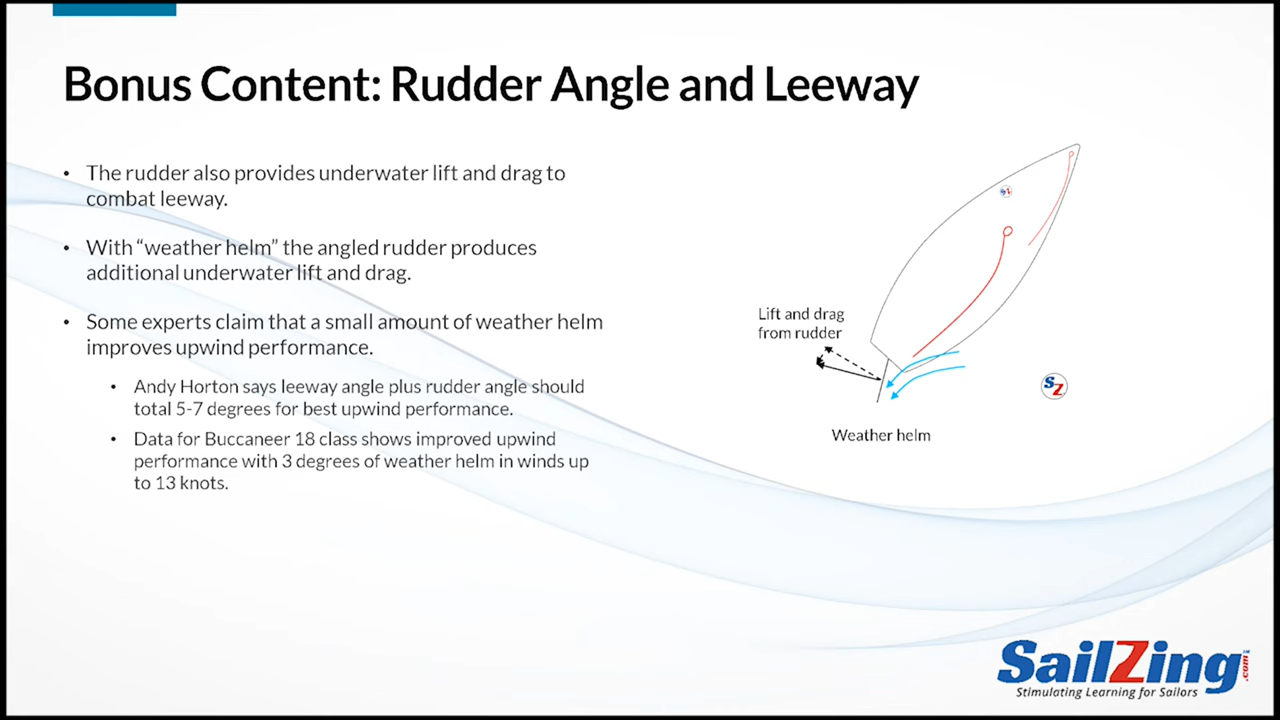 Bonus Content: Rudder Angle and Leeway
• The rudder also provides underwater lift and drag to
combat leeway.
• With “weather helm” the angled rudder produces
additional underwater lift and drag.
• Some experts claim that a small amount of weather helm
improves upwind performance.
• Andy Horton says leeway angle plus rudder angle should
total 5-7 degrees for best upwind performance.
• Data for Buccaneer 18 class shows improved upwind
performance with 3 degrees of weather helm in winds up
to 13 knots.
SZ
Lift and drag
from rudder
SZ
Weather helm
SailZing.com
Stimulating Learning for Sailors